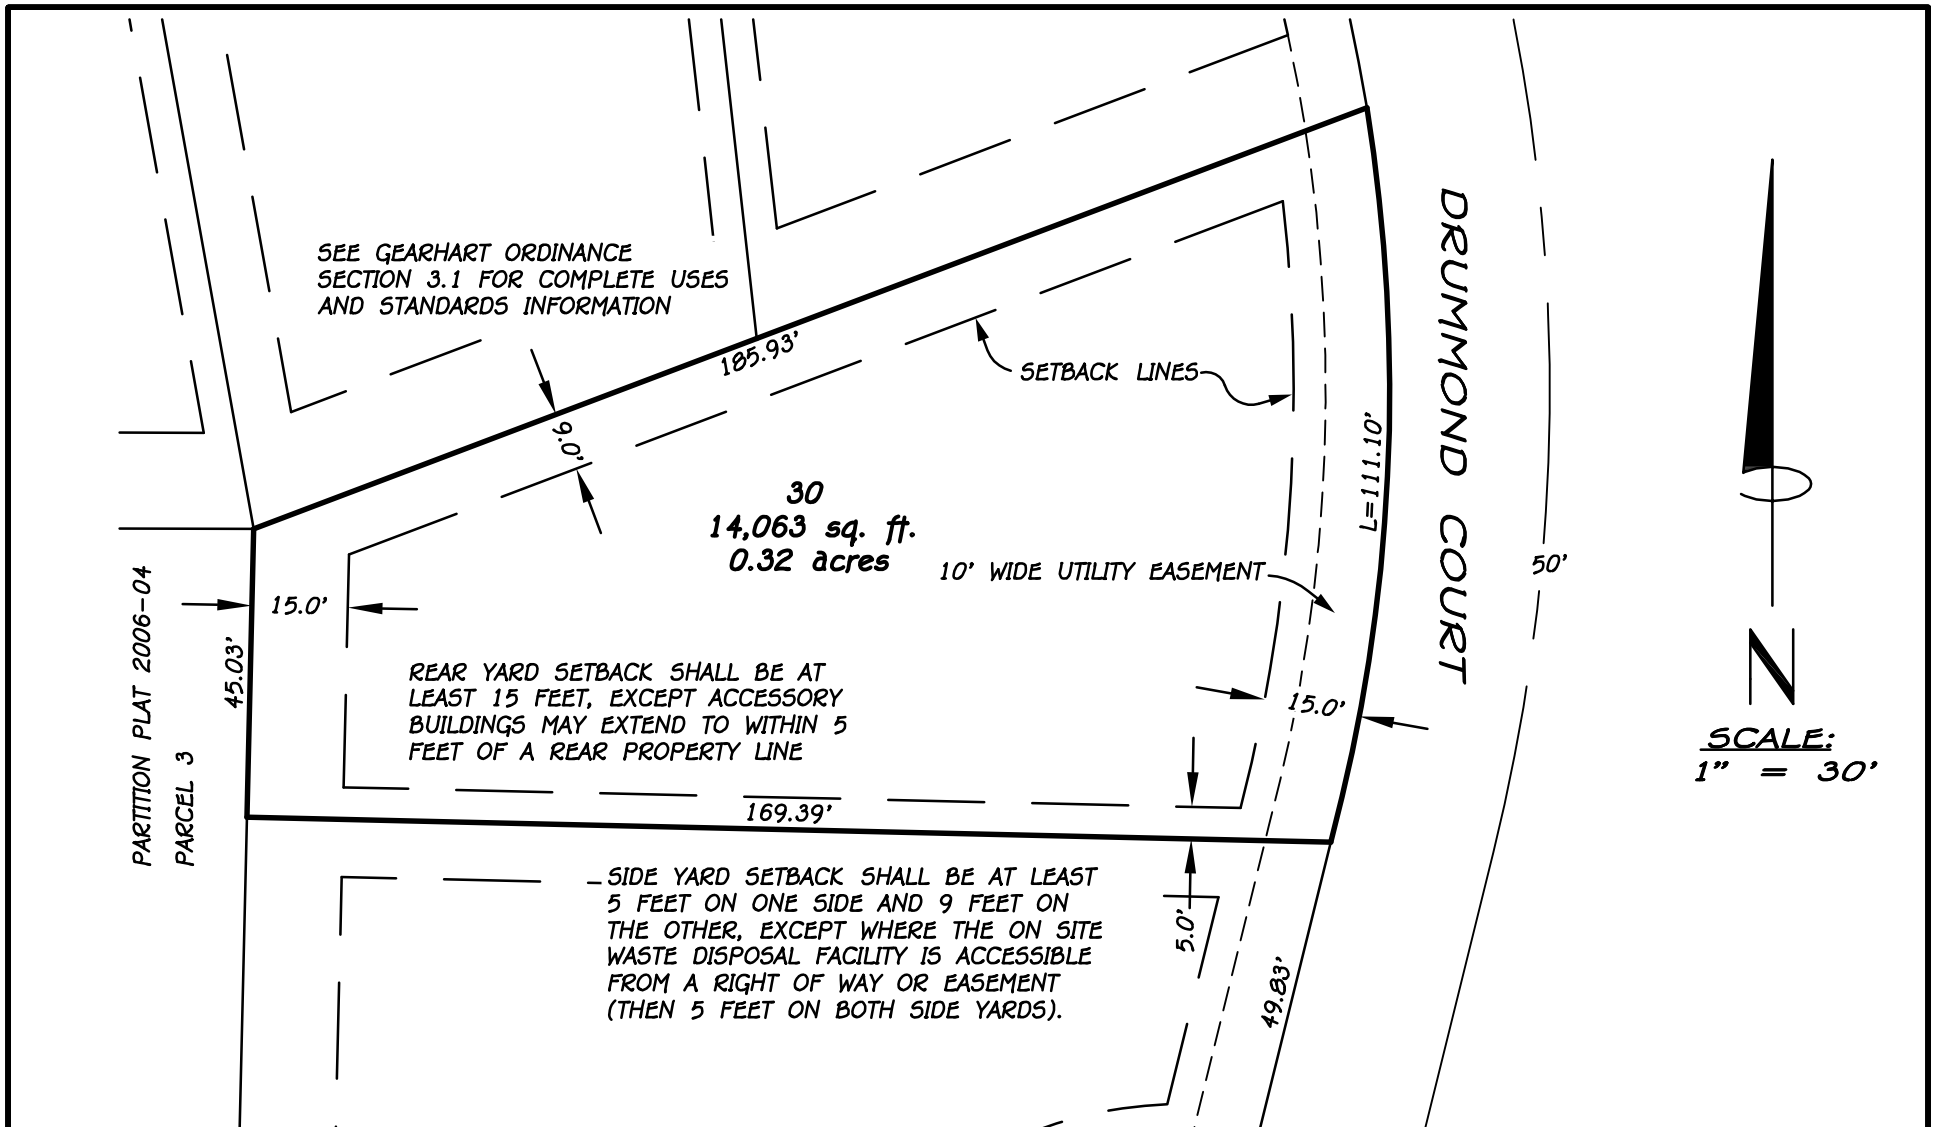 SEE GEARHART ORDINANCE
SECTION 3.1 FOR COMPLETE USES
AND STANDARDS INFORMATION
185.93'
SETBACK LINES
9.0'
30
14,063 sq. ft.
0.32 acres
10' WIDE UTILITY EASEMENT
L=111.10'
DRUMMOND COURT
50'
15.0'
45.03'
PARTITION PLAT 2006-04
PARCEL 3
REAR YARD SETBACK SHALL BE AT
LEAST 15 FEET, EXCEPT ACCESSORY
BUILDINGS MAY EXTEND TO WITHIN 5
FEET OF A REAR PROPERTY LINE
15.0'
169.39'
N
SCALE:
1" = 30'
SIDE YARD SETBACK SHALL BE AT LEAST
5 FEET ON ONE SIDE AND 9 FEET ON
THE OTHER, EXCEPT WHERE THE ON SITE
WASTE DISPOSAL FACILITY IS ACCESSIBLE
FROM A RIGHT OF WAY OR EASEMENT
(THEN 5 FEET ON BOTH SIDE YARDS).
5.0'
49.83'